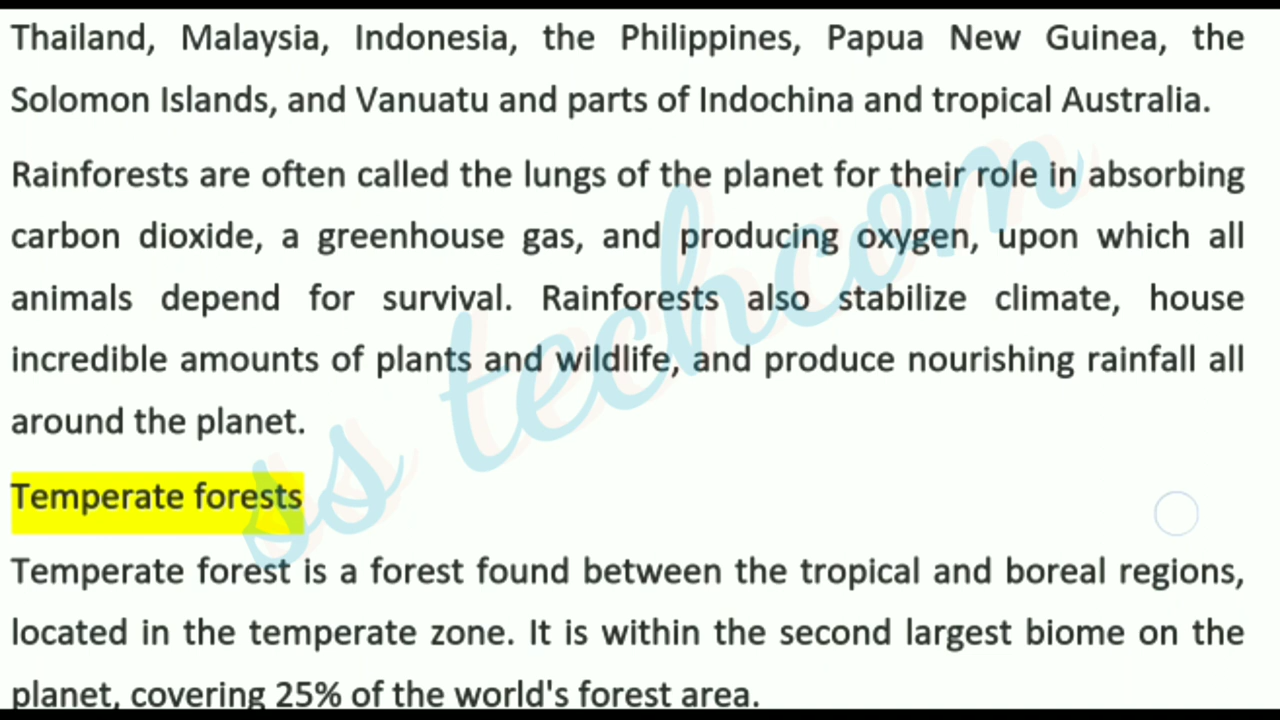 Thailand, Malaysia, Indonesia, the Philippines, Papua New Guinea, the
Solomon Islands, and Vanuatu and parts of Indochina and tropical Australia.
Rainforests are often called the lungs of the planet for their role in absorbing
carbon dioxide, a greenhouse gas, and producing oxygen, upon which all
animals depend for survival. Rainforests also stabilize climate, house
incredible amounts of plants and wildlife, and produce nourishing rainfall all
around the planet.
ss techcom
Temperate forests
Temperate forest is a forest found between the tropical and boreal regions,
located in the temperate zone. It is within the second largest biome on the
planet, covering 25% of the world's forest area.